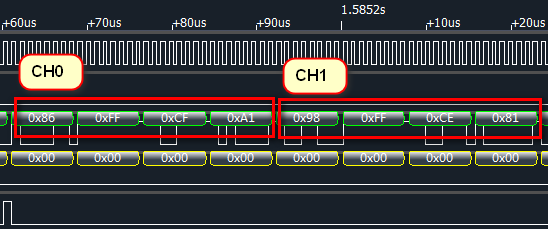 1.5852s
+60us +70us +80us +90us +10us +20us
CH0 CH1
0x86 0xFF 0xCF 0xA1 0x98 0xFF 0xCE 0x81
0x00 0x00 0x00 0x00 0x00 0x00 0x00 0x00